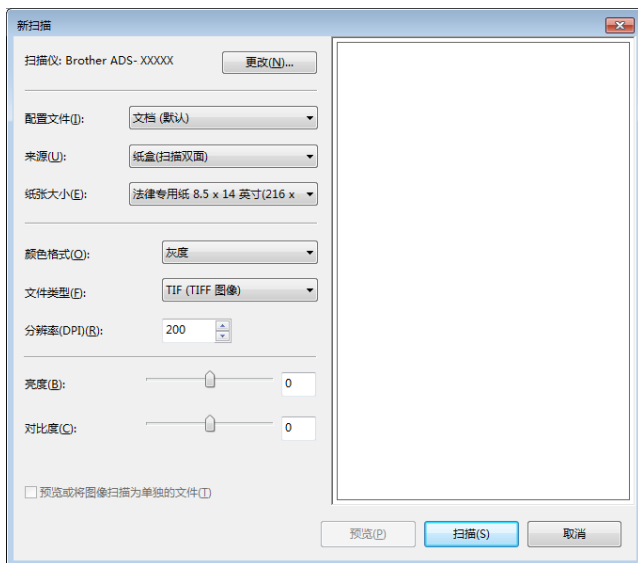 新扫描
扫描仪: Brother ADS- XXXXX
更改(N)...
配置文件(I):
文档 (默认)
来源(U):
纸盒(扫描双面)
纸张大小(E):
法律专用纸 8.5 x 14 英寸(216 x
颜色格式(O):
灰度
文件类型(F):
TIF (TIFF 图像)
分辨率(DPI)(R):
200
亮度(B):
0
对比度(C):
0
预览或将图像扫描为单独的文件(T)
预览(P)
扫描(S)
取消